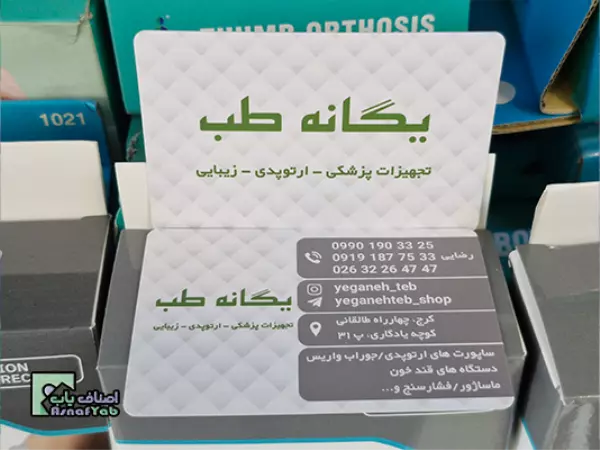 THUMB ORTHOSIS
1021
یگانه طب
تجهیزات پزشکی - ارتوپدی - زیبایی
0990 190 33 25
0919 187 75 33 رضایی
026 32 26 47 47
yeganeh_teb
yeganehteb_shop
کرج، چهارراه طالقانی
کوچه یادگاری، پ ۳۱
یگانه طب
تجهیزات پزشکی - ارتوپدی - زیبایی
ساپورت های ارتوپدی/جوراب واریس
دستگاه های قند خون
ماساژور/فشارسنج و...
اصناف یاب
AsnafYab